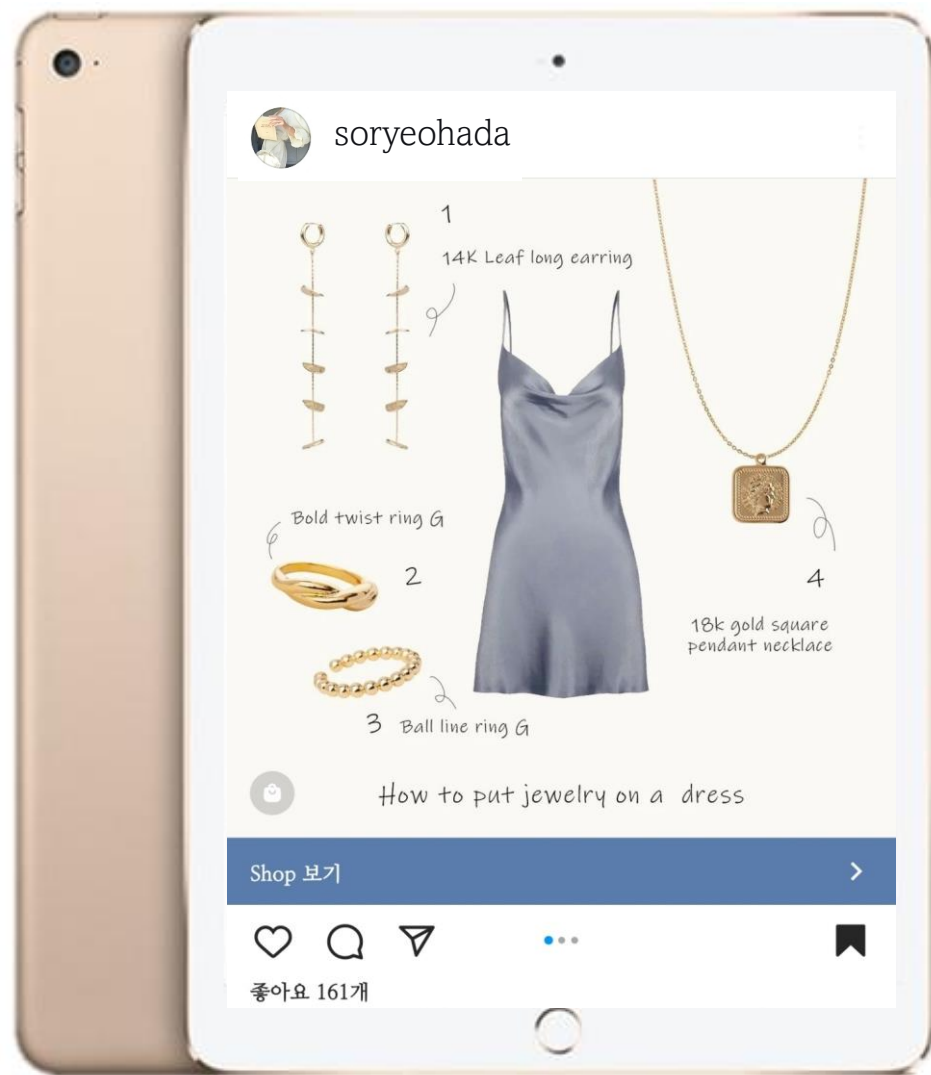 soryeohada
1
14K Leaf long earring
Bold twist ring G
2
3 Ball line ring G
4
18k gold square
pendant necklace
How to put jewelry on a dress
Shop 보기
좋아요 161개